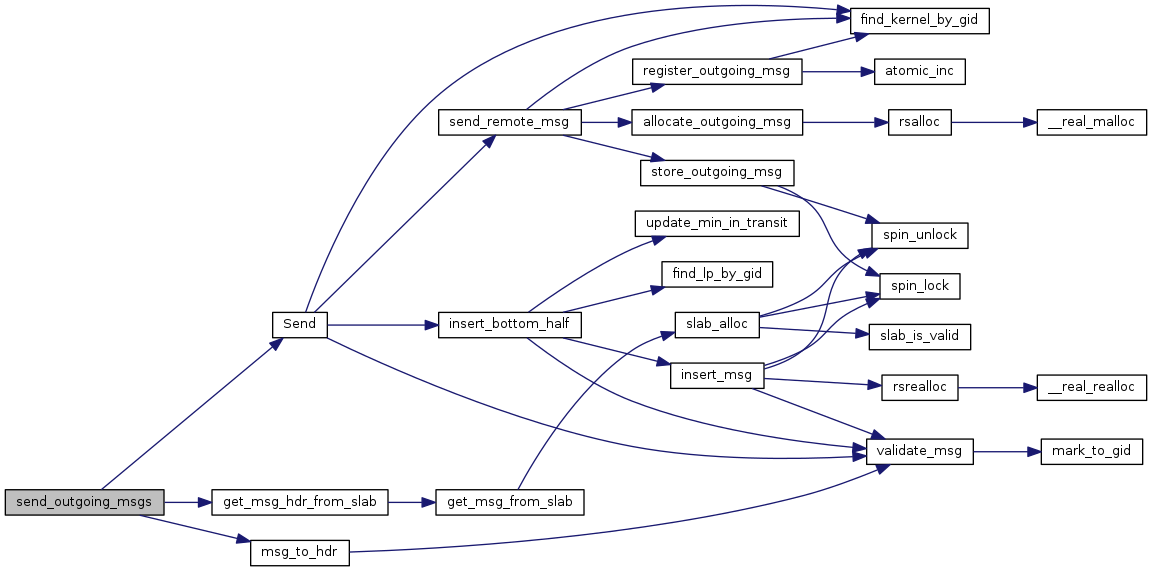 find_kernel_by_gid
register_outgoing_msg
atomic_inc
send_remote_msg
allocate_outgoing_msg
rsalloc
__real_malloc
store_outgoing_msg
update_min_in_transit
spin_unlock
find_lp_by_gid
spin_lock
Send
insert_bottom_half
slab_alloc
slab_is_valid
insert_msg
rsrealloc
__real_realloc
validate_msg
mark_to_gid
send_outgoing_msgs
get_msg_hdr_from_slab
get_msg_from_slab
msg_to_hdr